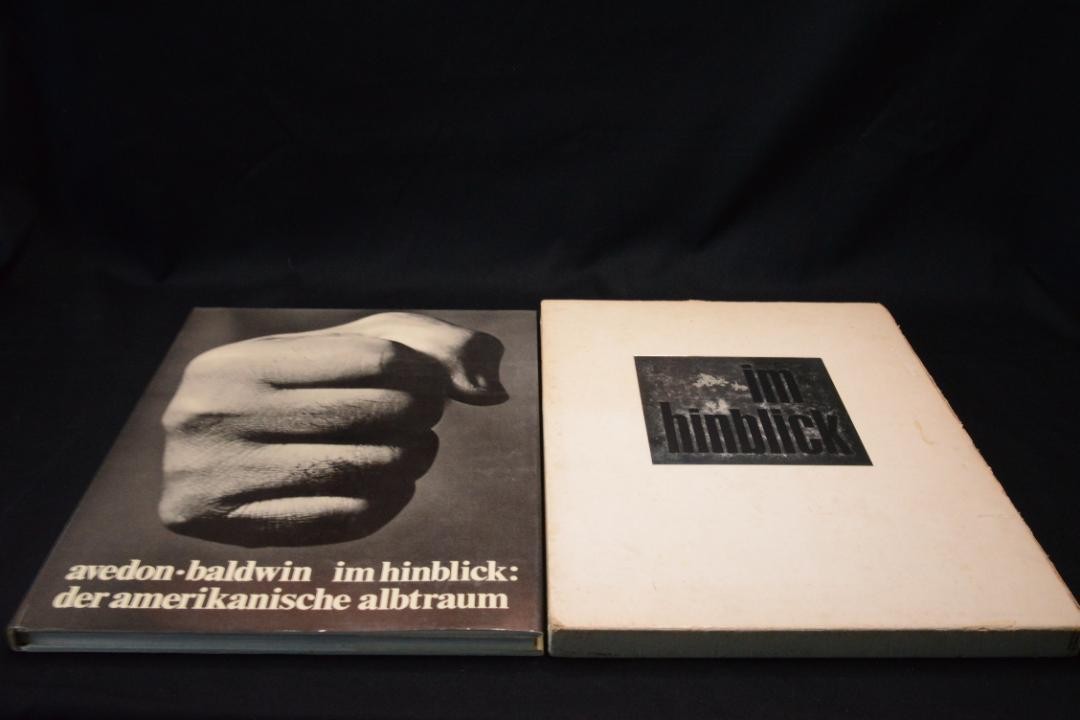 avedon·baldwin im hinblick:
der amerikanische albtraum
im
hinblick